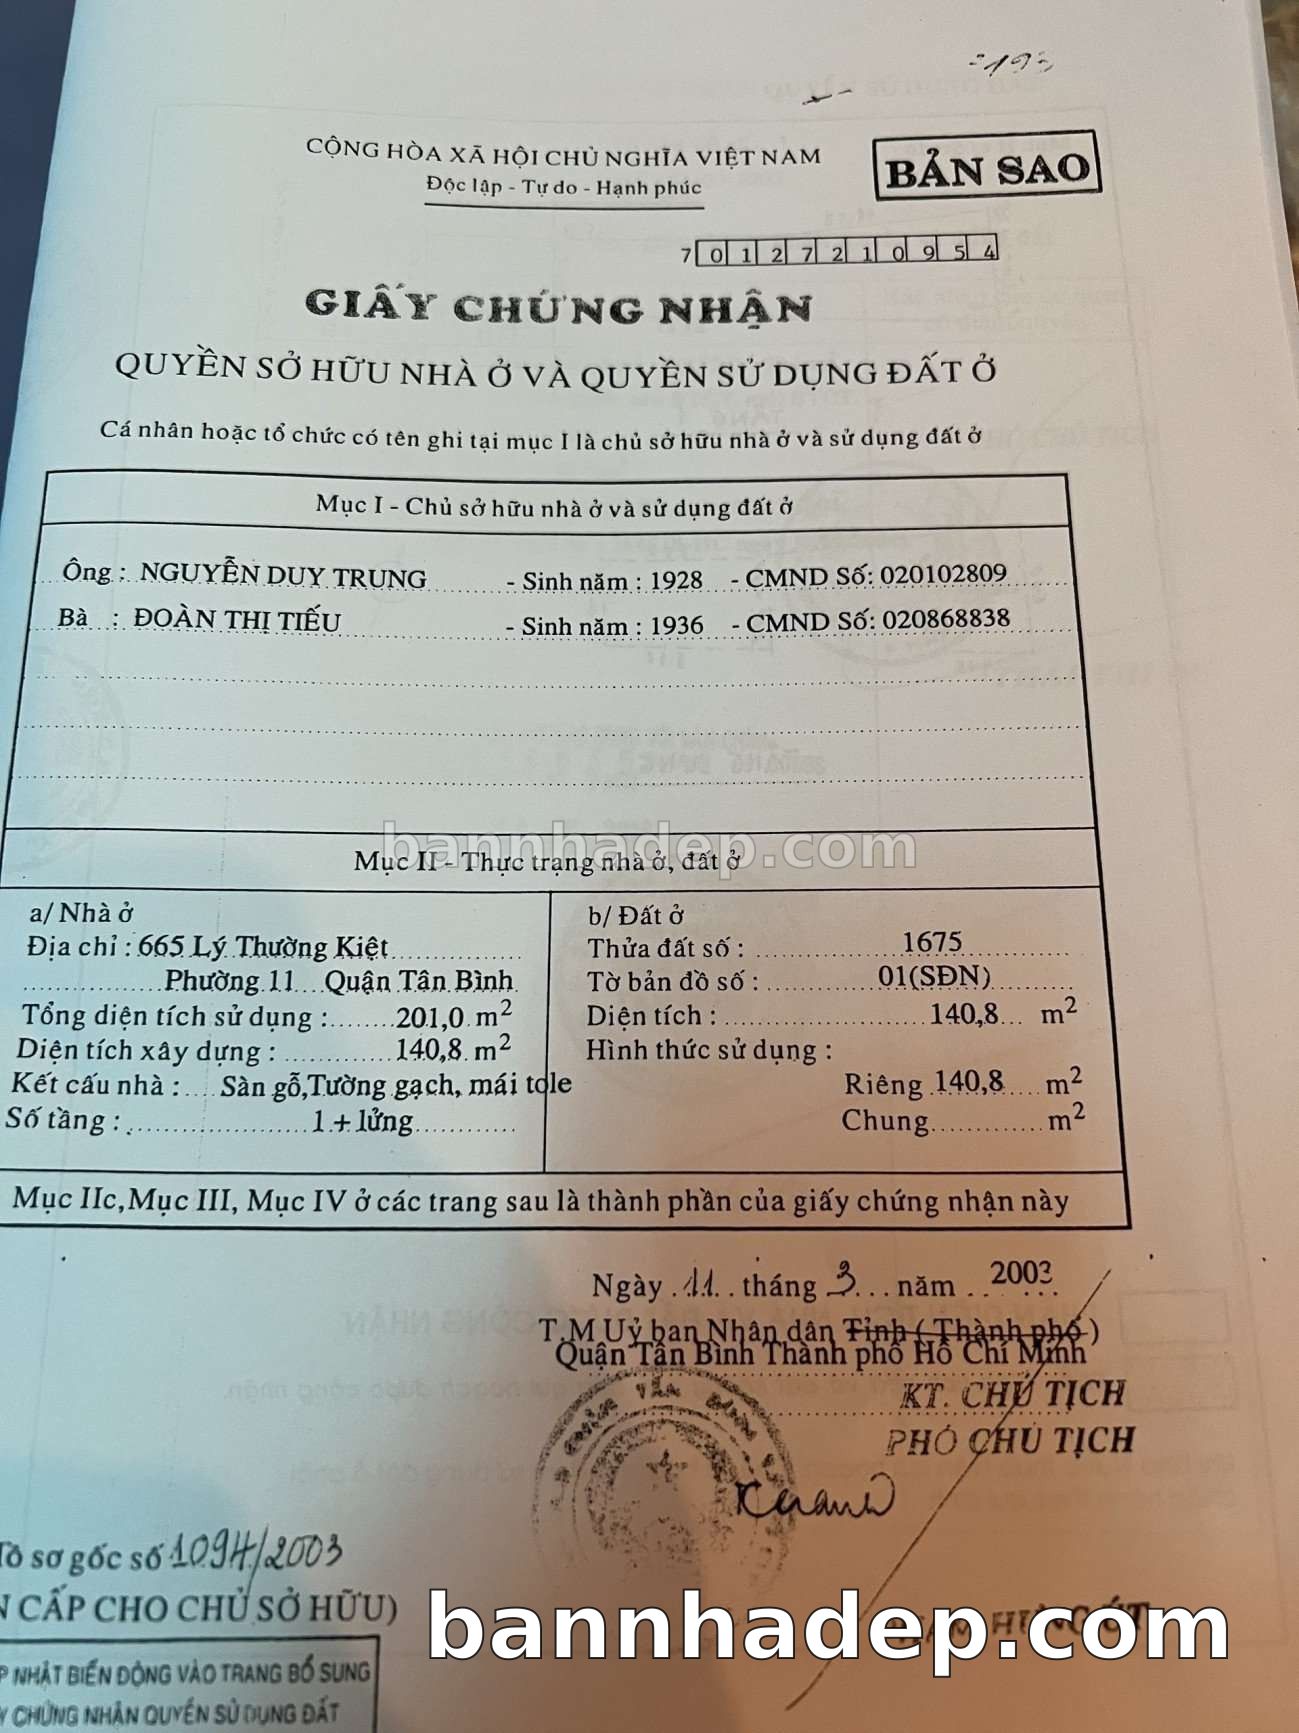 CỘNG HÒA XÃ HỘI CHỦ NGHĨA VIỆT NAM
Độc lập - Tự do - Hạnh phúc
BẢN SAO
7 0 1 2 7 2 1 0 9 5 4
GIẤY CHỨNG NHẬN
QUYỀN SỞ HỮU NHÀ Ở VÀ QUYỀN SỬ DỤNG ĐẤT Ở
Cá nhân hoặc tổ chức có tên ghi tại mục I là chủ sở hữu nhà ở và sử dụng đất ở
Mục I - Chủ sở hữu nhà ở và sử dụng đất ở
Ông : NGUYỄN DUY TRUNG - Sinh năm : 1928 - CMND Số: 020102809
Bà : ĐOÀN THỊ TIẾU - Sinh năm : 1936 - CMND Số: 020868838
bannhadep.com
Mục II - Thực trạng nhà ở, đất ở
a/ Nhà ở
Địa chỉ : 665 Lý Thường Kiệt
Phường 11 Quận Tân Bình
Tổng diện tích sử dụng : 201,0 m²
Diện tích xây dựng : 140,8 m²
Kết cấu nhà : Sàn gỗ,Tường gạch, mái tole
Số tầng : 1 + lửng
b/ Đất ở
Thửa đất số : 1675
Tờ bản đồ số : 01(SĐN)
Diện tích : 140,8 m²
Hình thức sử dụng :
Riêng 140,8 m²
Chung m²
Mục IIc, Mục III, Mục IV ở các trang sau là thành phần của giấy chứng nhận này
Ngày 11 tháng 3 năm 2003
T.M Uỷ ban Nhân dân Tỉnh ( Thành phố )
Quận Tân Bình Thành phố Hồ Chí Minh
KT. CHỦ TỊCH
PHÓ CHỦ TỊCH
sơ gốc số 1094/2003
CẤP CHO CHỦ SỞ HỮU)
bannhadep.com
NHẬT BIẾN ĐỘNG VÀO TRANG BỔ SUNG
CHỨNG NHẬN QUYỀN SỬ DỤNG ĐẤT